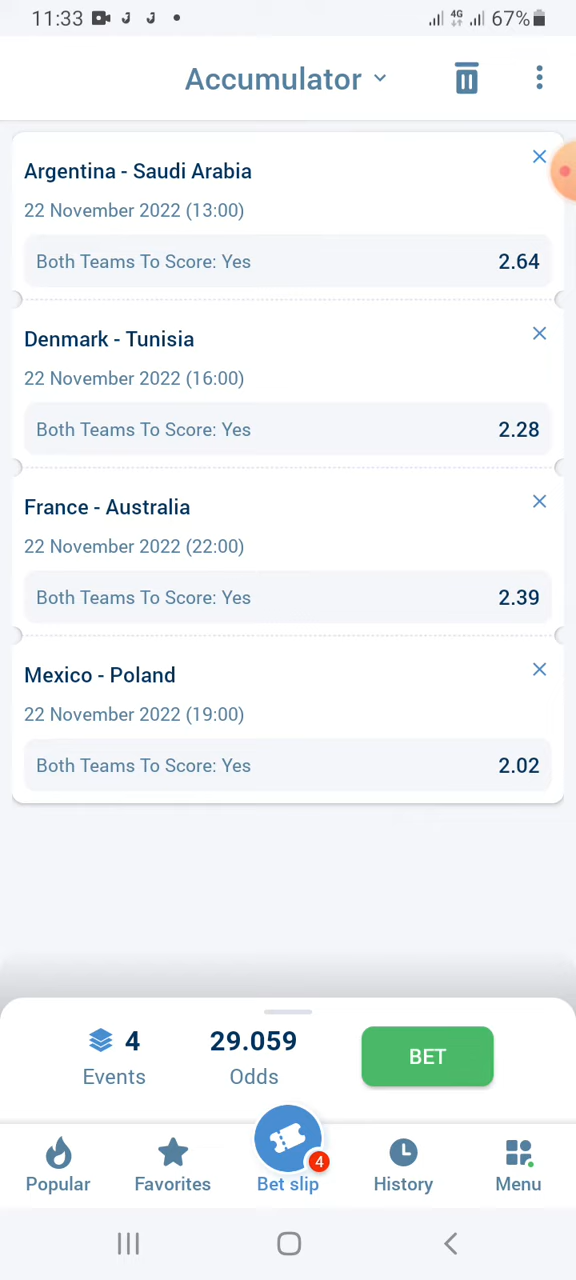 11:33 4G 67%
Accumulator
Argentina - Saudi Arabia
22 November 2022 (13:00)
Both Teams To Score: Yes 2.64
Denmark - Tunisia
22 November 2022 (16:00)
Both Teams To Score: Yes 2.28
France - Australia
22 November 2022 (22:00)
Both Teams To Score: Yes 2.39
Mexico - Poland
22 November 2022 (19:00)
Both Teams To Score: Yes 2.02
4 29.059 BET
Events Odds
4
Popular Favorites Bet slip History Menu